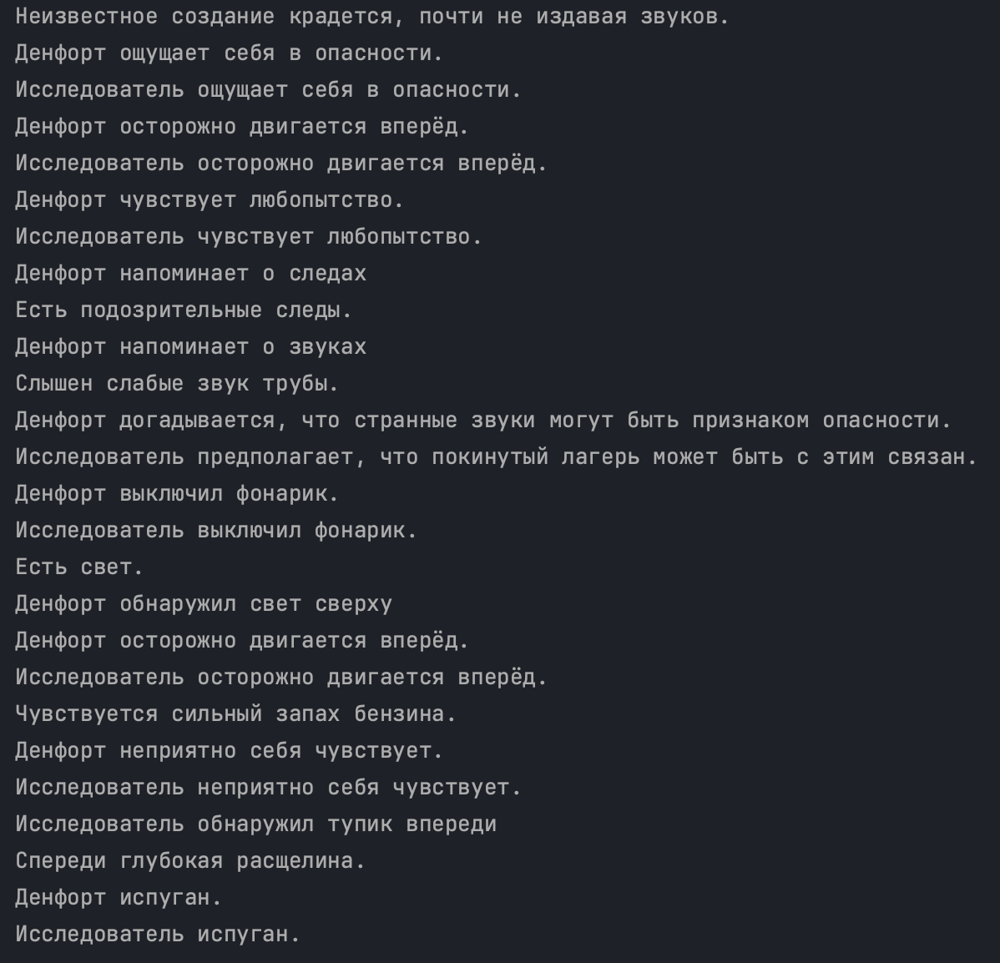 Неизвестное создание крадется, почти не издавая звуков.
Денфорт ощущает себя в опасности.
Исследователь ощущает себя в опасности.
Денфорт осторожно двигается вперёд.
Исследователь осторожно двигается вперёд.
Денфорт чувствует любопытство.
Исследователь чувствует любопытство.
Денфорт напоминает о следах
Есть подозрительные следы.
Денфорт напоминает о звуках
Слышен слабые звук трубы.
Денфорт догадывается, что странные звуки могут быть признаком опасности.
Исследователь предполагает, что покинутый лагерь может быть с этим связан.
Денфорт выключил фонарик.
Исследователь выключил фонарик.
Есть свет.
Денфорт обнаружил свет сверху
Денфорт осторожно двигается вперёд.
Исследователь осторожно двигается вперёд.
Чувствуется сильный запах бензина.
Денфорт неприятно себя чувствует.
Исследователь неприятно себя чувствует.
Исследователь обнаружил тупик впереди
Спереди глубокая расщелина.
Денфорт испуган.
Исследователь испуган.